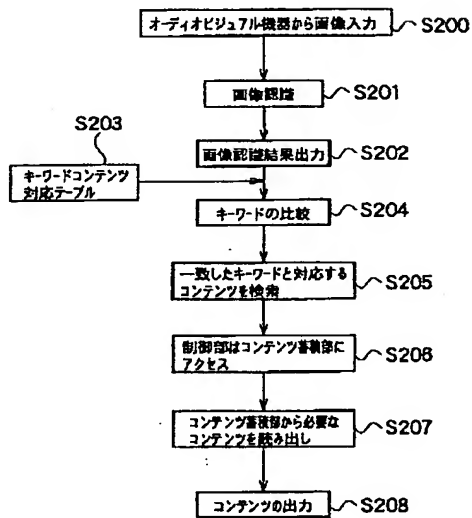 オーディオビジュアル機器から画像入力
S200
画像認識
S201
画像認識結果出力
S202
S203
キーワードコンテンツ
対応テーブル
キーワードの比較
S204
一致したキーワードと対応する
コンテンツを検索
S205
制御部はコンテンツ蓄積部に
アクセス
S206
コンテンツ蓄積部から必要な
コンテンツを読み出し
S207
コンテンツの出力
S208